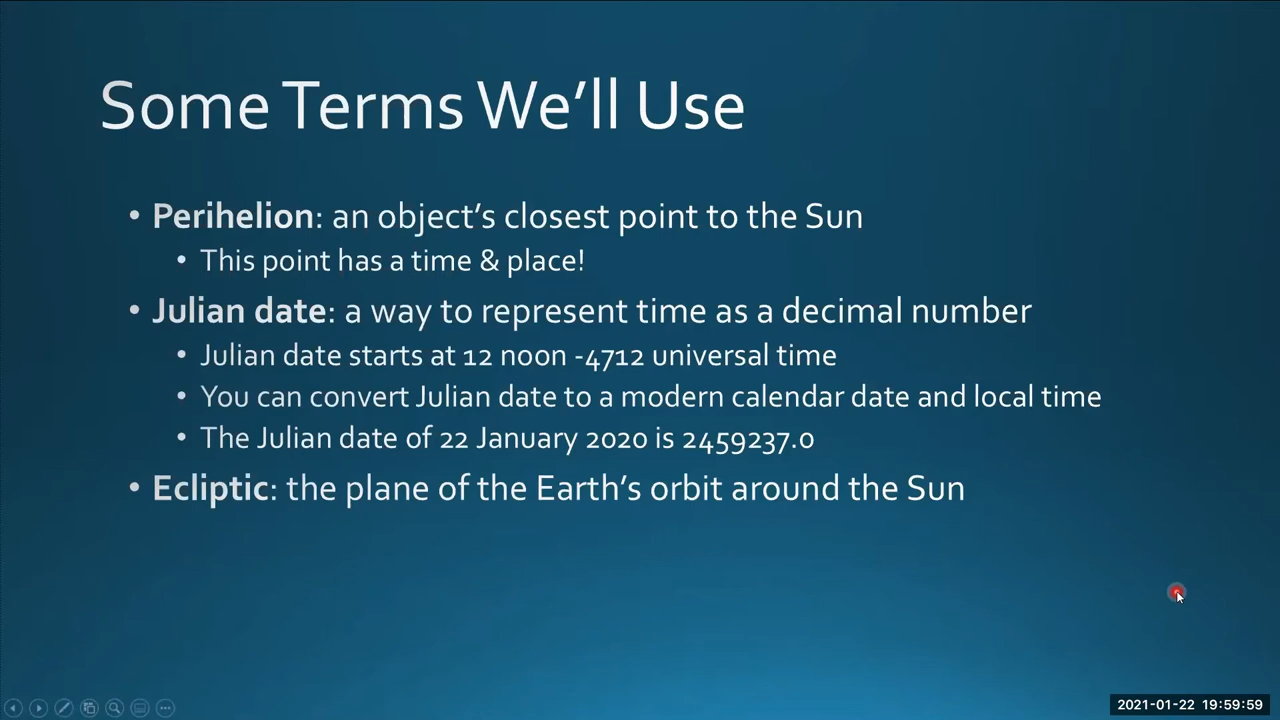 Some Terms We'll Use
• Perihelion: an object's closest point to the Sun
• This point has a time & place!
• Julian date: a way to represent time as a decimal number
• Julian date starts at 12 noon -4712 universal time
• You can convert Julian date to a modern calendar date and local time
• The Julian date of 22 January 2020 is 2459237.0
• Ecliptic: the plane of the Earth's orbit around the Sun
2021-01-22 19:59:59